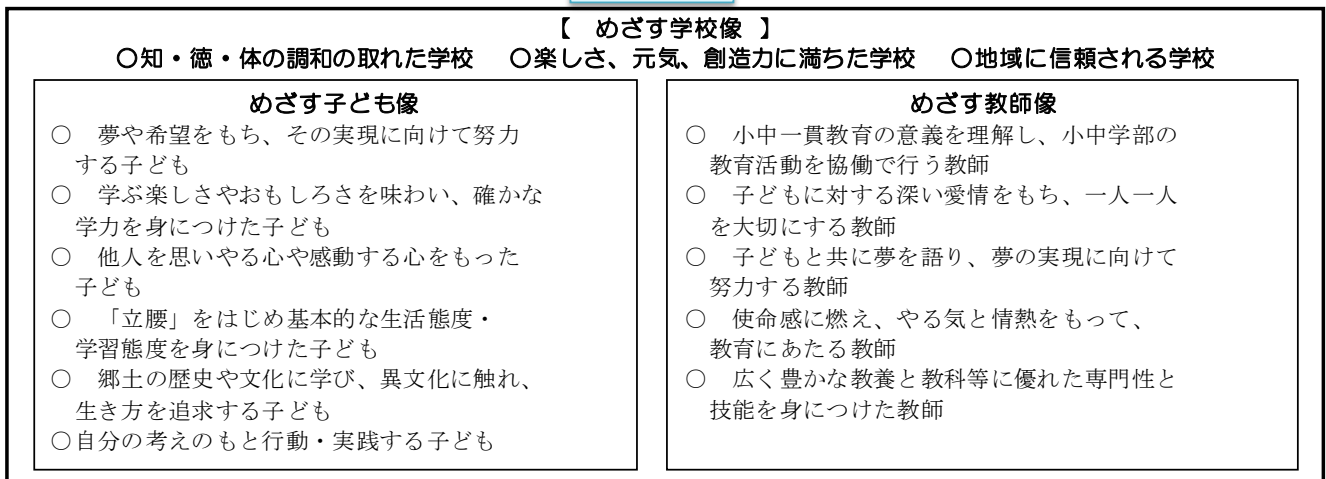 【 めざす学校像 】
○知・徳・体の調和の取れた学校 ○楽しさ、元気、創造力に満ちた学校 ○地域に信頼される学校
めざす子ども像
○ 夢や希望をもち、その実現に向けて努力
する子ども
○ 学ぶ楽しさやおもしろさを味わい、確かな
学力を身につけた子ども
○ 他人を思いやる心や感動する心をもった
子ども
○ 「立腰」をはじめ基本的な生活態度・
学習態度を身につけた子ども
○ 郷土の歴史や文化に学び、異文化に触れ、
生き方を追求する子ども
○自分の考えのもと行動・実践する子ども
めざす教師像
○ 小中一貫教育の意義を理解し、小中学部の
教育活動を協働で行う教師
○ 子どもに対する深い愛情をもち、一人一人
を大切にする教師
○ 子どもと共に夢を語り、夢の実現に向けて
努力する教師
○ 使命感に燃え、やる気と情熱をもって、
教育にあたる教師
○ 広く豊かな教養と教科等に優れた専門性と
技能を身につけた教師